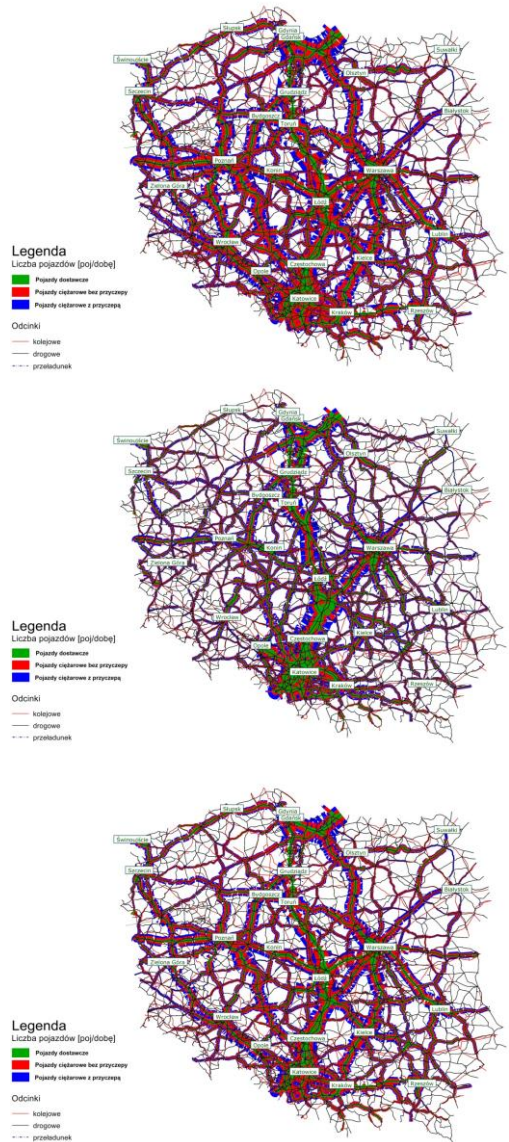 Gdynia
Gdańsk
Słupsk
Suwałki
Świnoujście
Olsztyn
Szczecin
Grudziądz
Białystok
Bydgoszcz
Toruń
Poznań
Konin
Warszawa
Zielona Góra
Łódź
Lublin
Wrocław
Kielce
Opole
Częstochowa
Katowice
Kraków
Rzeszów
Legenda
Liczba pojazdów [poj/dobę]
Pojazdy dostawcze
Pojazdy ciężarowe bez przyczepy
Pojazdy ciężarowe z przyczepą
Odcinki
kolejowe
drogowe
przeładunek
Gdynia
Gdańsk
Słupsk
Suwałki
Świnoujście
Olsztyn
Szczecin
Grudziądz
Białystok
Bydgoszcz
Toruń
Poznań
Konin
Warszawa
Zielona Góra
Łódź
Lublin
Wrocław
Kielce
Opole
Częstochowa
Katowice
Kraków
Rzeszów
Legenda
Liczba pojazdów [poj/dobę]
Pojazdy dostawcze
Pojazdy ciężarowe bez przyczepy
Pojazdy ciężarowe z przyczepą
Odcinki
kolejowe
drogowe
przeładunek
Gdynia
Gdańsk
Słupsk
Suwałki
Świnoujście
Olsztyn
Szczecin
Grudziądz
Białystok
Bydgoszcz
Toruń
Poznań
Konin
Warszawa
Zielona Góra
Łódź
Lublin
Wrocław
Kielce
Opole
Częstochowa
Katowice
Kraków
Rzeszów
Legenda
Liczba pojazdów [poj/dobę]
Pojazdy dostawcze
Pojazdy ciężarowe bez przyczepy
Pojazdy ciężarowe z przyczepą
Odcinki
kolejowe
drogowe
przeładunek